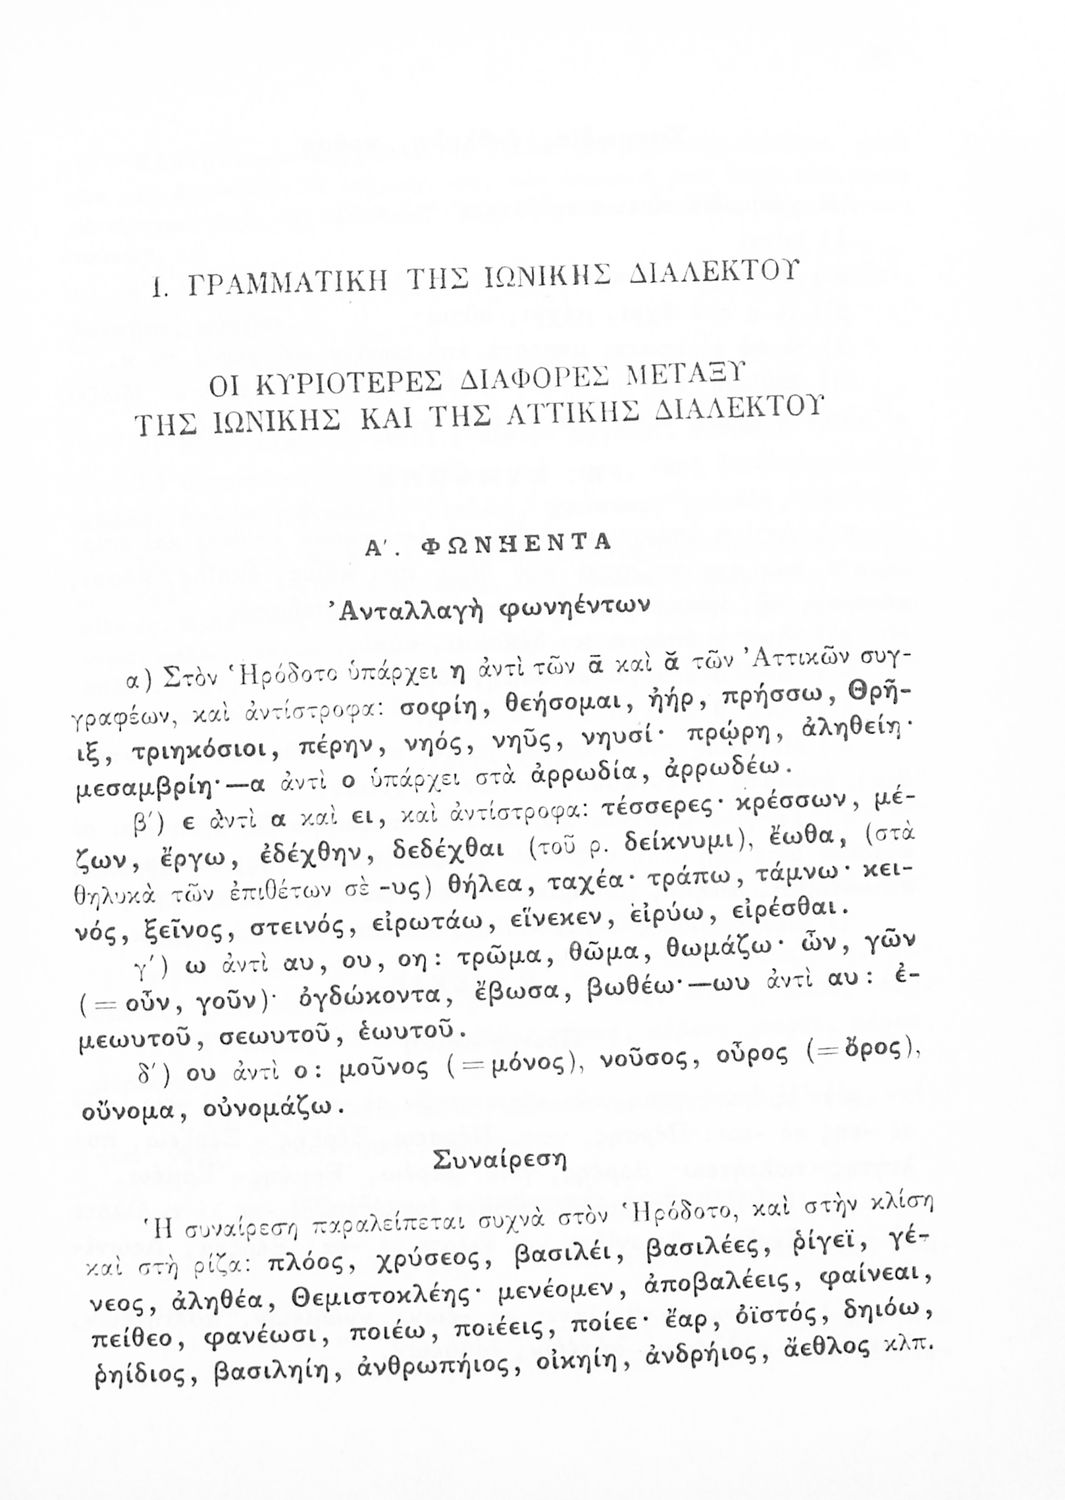 I. ΓΡΑΜΜΑΤΙΚΗ ΤΗΣ ΙΩΝΙΚΗΣ ΔΙΑΛΕΚΤΟΥ
ΟΙ ΚΥΡΙΟΤΕΡΕΣ ΔΙΑΦΟΡΕΣ ΜΕΤΑΞΥ
ΤΗΣ ΙΩΝΙΚΗΣ ΚΑΙ ΤΗΣ ΑΤΤΙΚΗΣ ΔΙΑΛΕΚΤΟΥ
Α΄. ΦΩΝΗΕΝΤΑ
Ἀνταλλαγὴ φωνηέντων
α) Στὸν Ἡρόδοτο ὑπάρχει η ἀντὶ τῶν ᾱ καὶ ᾰ τῶν Ἀττικῶν συγ-
γραφέων, καὶ ἀντίστροφα: σοφίη, θεήσομαι, ἠήρ, πρήσσω, Θρῆ-
ιξ, τριηκόσιοι, πέρην, νηός, νηῦς, νηυσί· πρῴρη, ἀληθείη·
μεσαμβρίη·—α ἀντὶ ο ὑπάρχει στὰ ἀρρωδία, ἀρρωδέω.
β΄) ε ἀντὶ α καὶ ει, καὶ ἀντίστροφα: τέσσερες· κρέσσων, μέ-
ζων, ἔργω, ἐδέχθην, δεδέχθαι (τοῦ ρ. δείκνυμι), ἔωθα, (στὰ
θηλυκὰ τῶν ἐπιθέτων σὲ -υς) θήλεα, ταχέα· τράπω, τάμνω· κει-
νός, ξεῖνος, στεινός, εἰρωτάω, εἵνεκεν, εἰρύω, εἰρέσθαι.
γ΄) ω ἀντὶ αυ, ου, οη: τρῶμα, θῶμα, θωμάζω· ὦν, γῶν
(=οὖν, γοῦν)· ὀγδώκοντα, ἔβωσα, βωθέω·—ωυ ἀντὶ αυ: ἐ-
μεωυτοῦ, σεωυτοῦ, ἑωυτοῦ.
δ΄) ου ἀντὶ ο: μοῦνος (=μόνος), νοῦσος, οὖρος (=ὅρος),
οὔνομα, οὐνομάζω.
Συναίρεση
Ἡ συναίρεση παραλείπεται συχνὰ στὸν Ἡρόδοτο, καὶ στὴν κλίση
καὶ στὴ ρίζα: πλόος, χρύσεος, βασιλέι, βασιλέες, ῥίγεϊ, γέ-
νεος, ἀληθέα, Θεμιστοκλέης· μενέομεν, ἀποβαλέεις, φαίνεαι,
πείθεο, φανέωσι, ποιέω, ποιέεις, ποίεε· ἔαρ, ὀϊστός, δηιόω,
ῥηίδιος, βασιληίη, ἀνθρωπήιος, οἰκηίη, ἀνδρήιος, ἄεθλος κλπ.